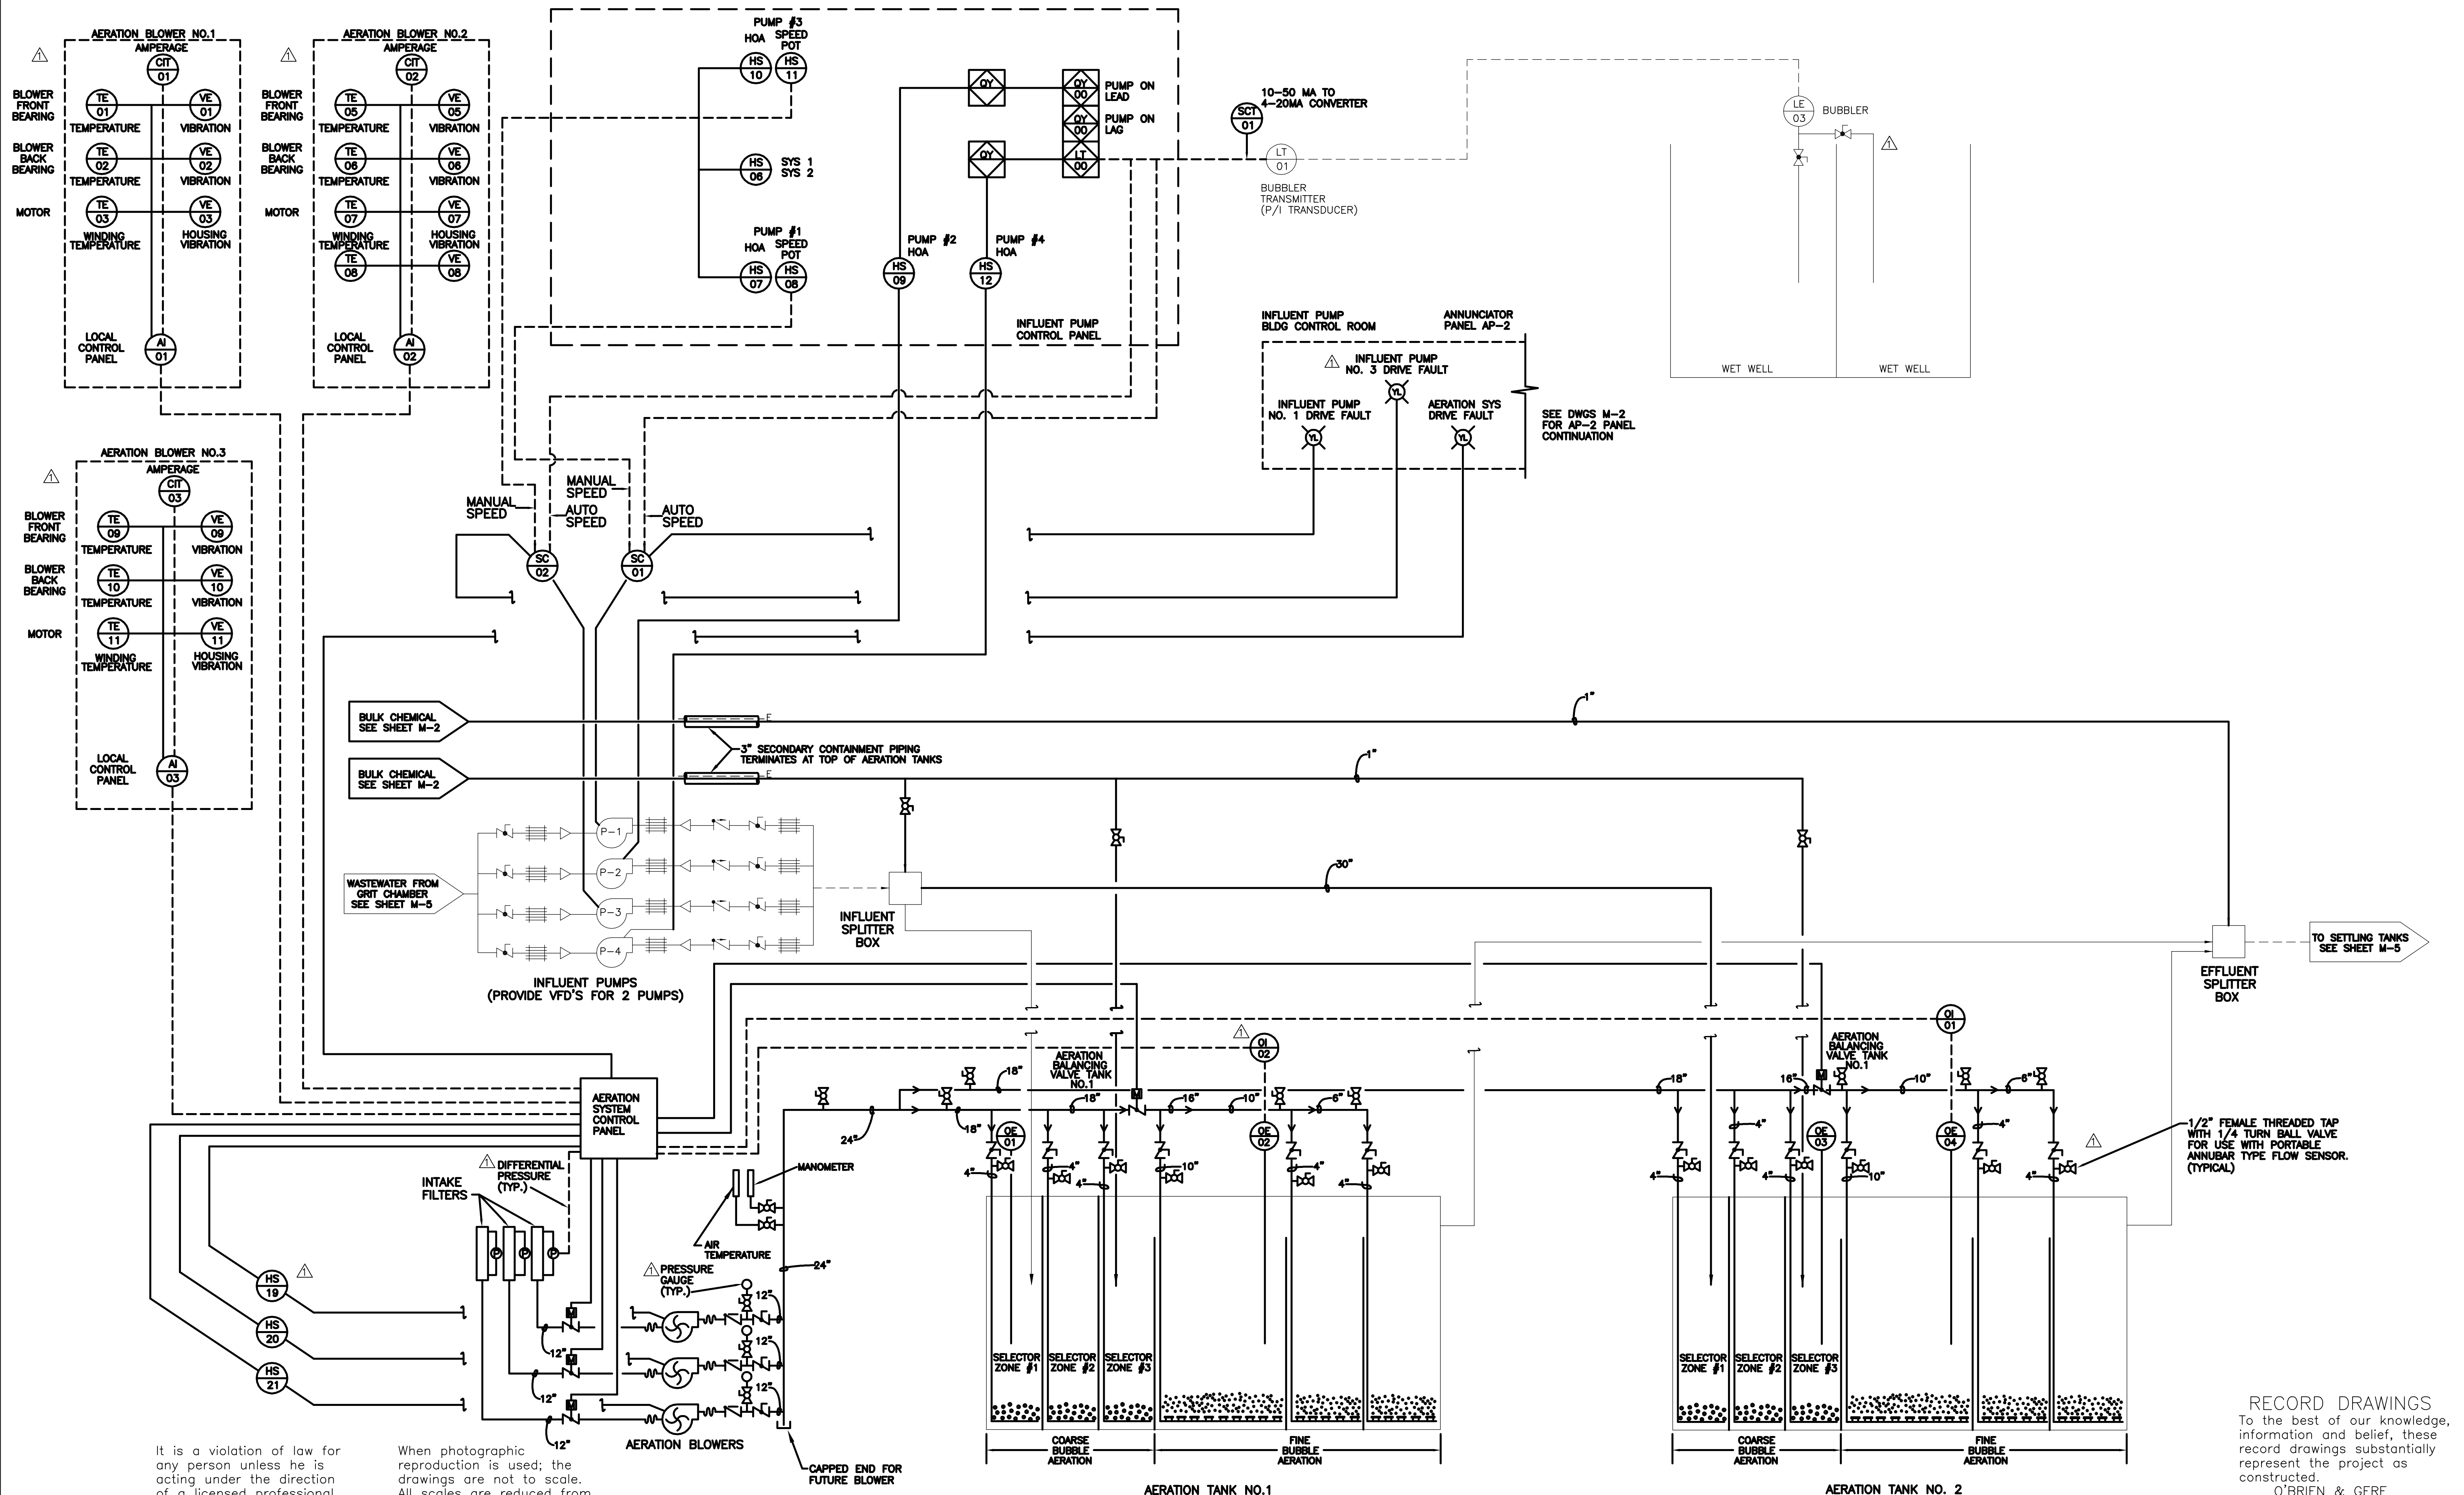 AERATION BLOWER NO.1
AMPERAGE
CIT
01
BLOWER
FRONT
BEARING
TE
01
VE
01
TEMPERATURE
VIBRATION
BLOWER
BACK
BEARING
TE
02
VE
02
TEMPERATURE
VIBRATION
MOTOR
TE
03
VE
03
WINDING
TEMPERATURE
HOUSING
VIBRATION
LOCAL
CONTROL
PANEL
AI
01
1
AERATION BLOWER NO.2
AMPERAGE
CIT
02
1
BLOWER
FRONT
BEARING
TE
05
VE
05
TEMPERATURE
VIBRATION
BLOWER
BACK
BEARING
TE
06
VE
06
TEMPERATURE
VIBRATION
MOTOR
TE
07
VE
07
WINDING
TEMPERATURE
HOUSING
VIBRATION
TE
08
VE
08
LOCAL
CONTROL
PANEL
AI
02
AERATION BLOWER NO.3
AMPERAGE
CIT
03
1
BLOWER
FRONT
BEARING
TE
09
VE
09
TEMPERATURE
VIBRATION
BLOWER
BACK
BEARING
TE
10
VE
10
TEMPERATURE
VIBRATION
MOTOR
TE
11
VE
11
WINDING
TEMPERATURE
HOUSING
VIBRATION
LOCAL
CONTROL
PANEL
AI
03
PUMP #3
HOA
SPEED
POT
HS
10
HS
11
HS
06
SYS 1
SYS 2
PUMP #1
HOA
SPEED
POT
HS
07
HS
08
QY
QY
00
PUMP ON
LEAD
QY
00
PUMP ON
LAG
QY
LT
00
PUMP #2
HOA
HS
09
PUMP #4
HOA
HS
12
INFLUENT PUMP
CONTROL PANEL
SCT
01
10-50 MA TO
4-20MA CONVERTER
LT
01
BUBBLER
TRANSMITTER
(P/I TRANSDUCER)
LE
03
BUBBLER
1
WET WELL
WET WELL
INFLUENT PUMP
BLDG CONTROL ROOM
ANNUNCIATOR
PANEL AP-2
1
INFLUENT PUMP
NO. 3 DRIVE FAULT
YL
INFLUENT PUMP
NO. 1 DRIVE FAULT
YL
AERATION SYS
DRIVE FAULT
YL
SEE DWGS M-2
FOR AP-2 PANEL
CONTINUATION
MANUAL
SPEED
AUTO
SPEED
MANUAL
SPEED
AUTO
SPEED
SC
02
SC
01
BULK CHEMICAL
SEE SHEET M-2
E
1"
3" SECONDARY CONTAINMENT PIPING
TERMINATES AT TOP OF AERATION TANKS
BULK CHEMICAL
SEE SHEET M-2
E
1"
WASTEWATER FROM
GRIT CHAMBER
SEE SHEET M-5
P-1
P-2
P-3
P-4
INFLUENT PUMPS
(PROVIDE VFD'S FOR 2 PUMPS)
INFLUENT
SPLITTER
BOX
30"
EFFLUENT
SPLITTER
BOX
TO SETTLING TANKS
SEE SHEET M-5
AERATION
SYSTEM
CONTROL
PANEL
1
DIFFERENTIAL
PRESSURE
(TYP.)
INTAKE
FILTERS
P
P
P
MANOMETER
AIR
TEMPERATURE
24"
24"
1
PRESSURE
GAUGE
(TYP.)
HS
19
1
HS
20
HS
21
M
M
M
12"
12"
12"
12"
12"
12"
AERATION BLOWERS
CAPPED END FOR
FUTURE BLOWER
1
OI
02
OI
01
AERATION
BALANCING
VALVE TANK
NO.1
M
18"
18"
18"
16"
10"
6"
OE
01
OE
02
4"
4"
4"
10"
4"
4"
SELECTOR
ZONE #1
SELECTOR
ZONE #2
SELECTOR
ZONE #3
COARSE
BUBBLE
AERATION
FINE
BUBBLE
AERATION
AERATION TANK NO.1
AERATION
BALANCING
VALVE TANK
NO.1
M
18"
16"
10"
6"
OE
03
OE
04
4"
4"
4"
10"
4"
4"
1
1/2" FEMALE THREADED TAP
WITH 1/4 TURN BALL VALVE
FOR USE WITH PORTABLE
ANNUBAR TYPE FLOW SENSOR.
(TYPICAL)
SELECTOR
ZONE #1
SELECTOR
ZONE #2
SELECTOR
ZONE #3
COARSE
BUBBLE
AERATION
FINE
BUBBLE
AERATION
AERATION TANK NO. 2
It is a violation of law for
any person unless he is
acting under the direction
of a licensed professional
When photographic
reproduction is used; the
drawings are not to scale.
All scales are reduced from
RECORD DRAWINGS
To the best of our knowledge,
information and belief, these
record drawings substantially
represent the project as
constructed.
O'BRIEN & GERE